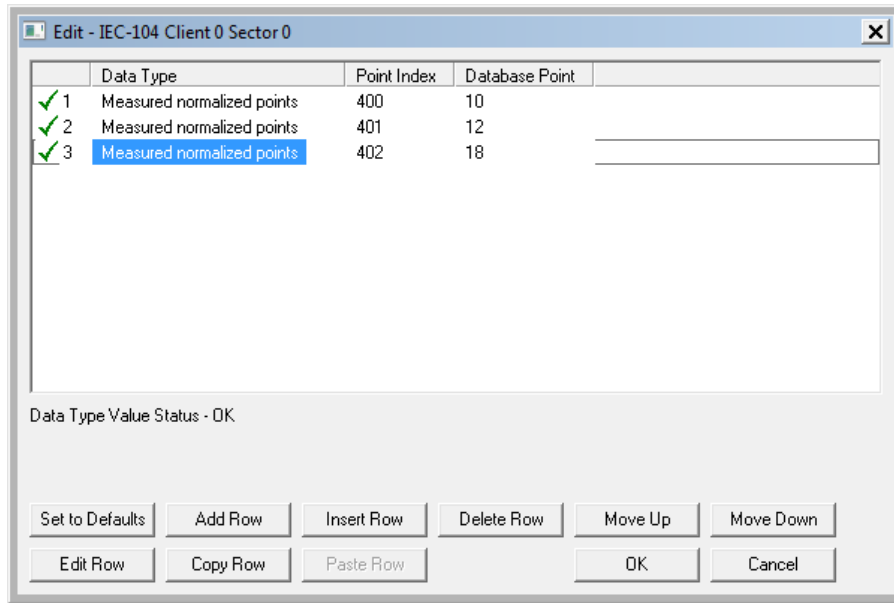 Edit - IEC-104 Client 0 Sector 0
Data Type Point Index Database Point
1 Measured normalized points 400 10
2 Measured normalized points 401 12
3 Measured normalized points 402 18
Data Type Value Status - OK
Set to Defaults Add Row Insert Row Delete Row Move Up Move Down
Edit Row Copy Row Paste Row OK Cancel